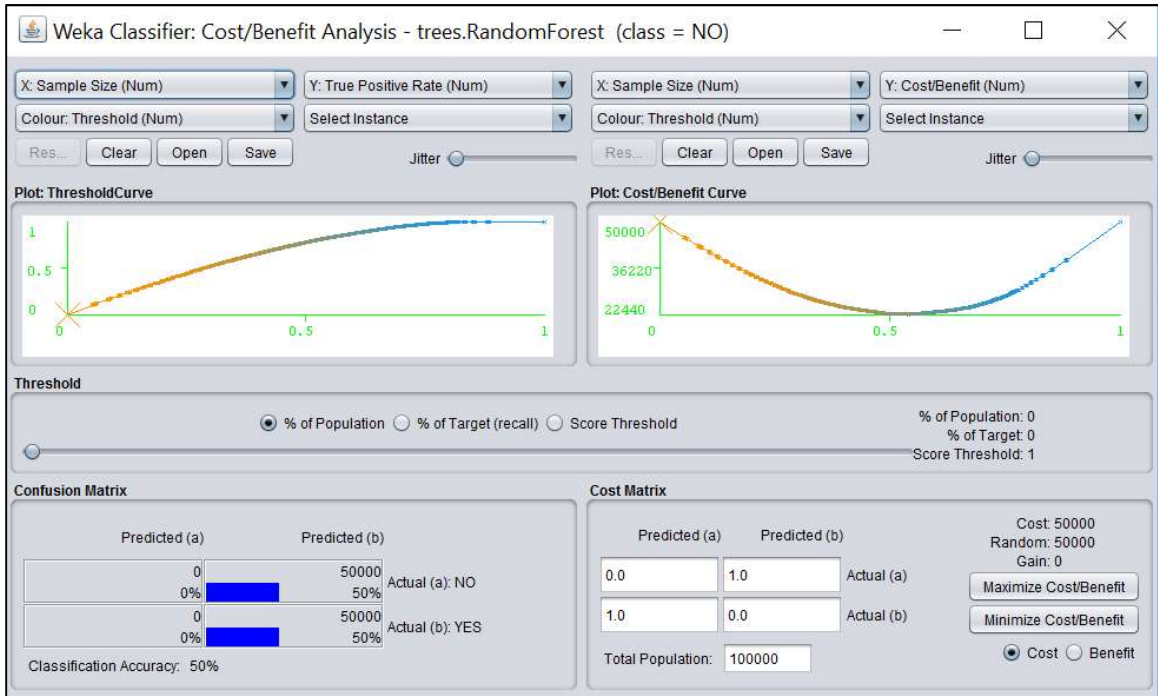 Weka Classifier: Cost/Benefit Analysis - trees.RandomForest (class = NO)
X: Sample Size (Num)
Y: True Positive Rate (Num)
X: Sample Size (Num)
Y: Cost/Benefit (Num)
Colour: Threshold (Num)
Select Instance
Colour: Threshold (Num)
Select Instance
Res...
Clear
Open
Save
Jitter
Res...
Clear
Open
Save
Jitter
Plot: ThresholdCurve
1
0.5
0
0
0.5
1
Plot: Cost/Benefit Curve
50000
36220
22440
0
0.5
1
Threshold
% of Population
% of Target (recall)
Score Threshold
% of Population: 0
% of Target: 0
Score Threshold: 1
Confusion Matrix
Predicted (a)
Predicted (b)
0
0%
50000
50%
Actual (a): NO
0
0%
50000
50%
Actual (b): YES
Classification Accuracy: 50%
Cost Matrix
Predicted (a)
Predicted (b)
0.0
1.0
Actual (a)
1.0
0.0
Actual (b)
Total Population:
100000
Cost: 50000
Random: 50000
Gain: 0
Maximize Cost/Benefit
Minimize Cost/Benefit
Cost
Benefit